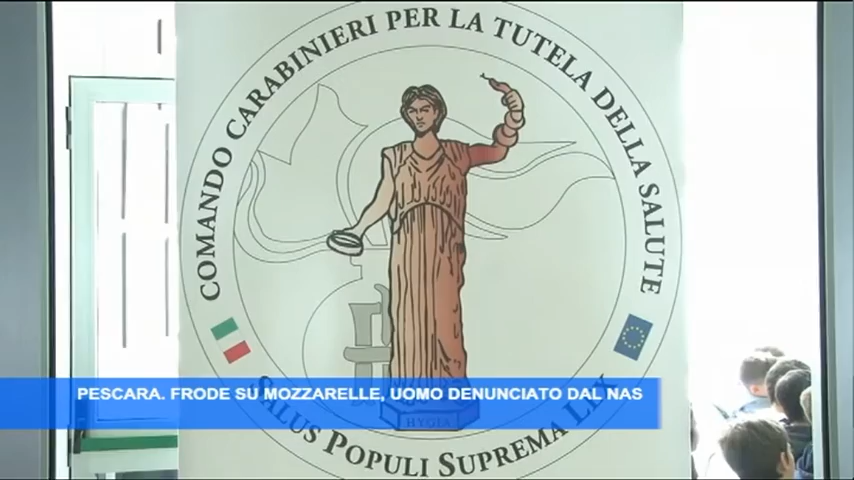 COMANDO CARABINIERI PER LA TUTELA DELLA SALUTE
PESCARA. FRODE SU MOZZARELLE, UOMO DENUNCIATO DAL NAS
HYGEA
SALUS POPULI SUPREMA LEX